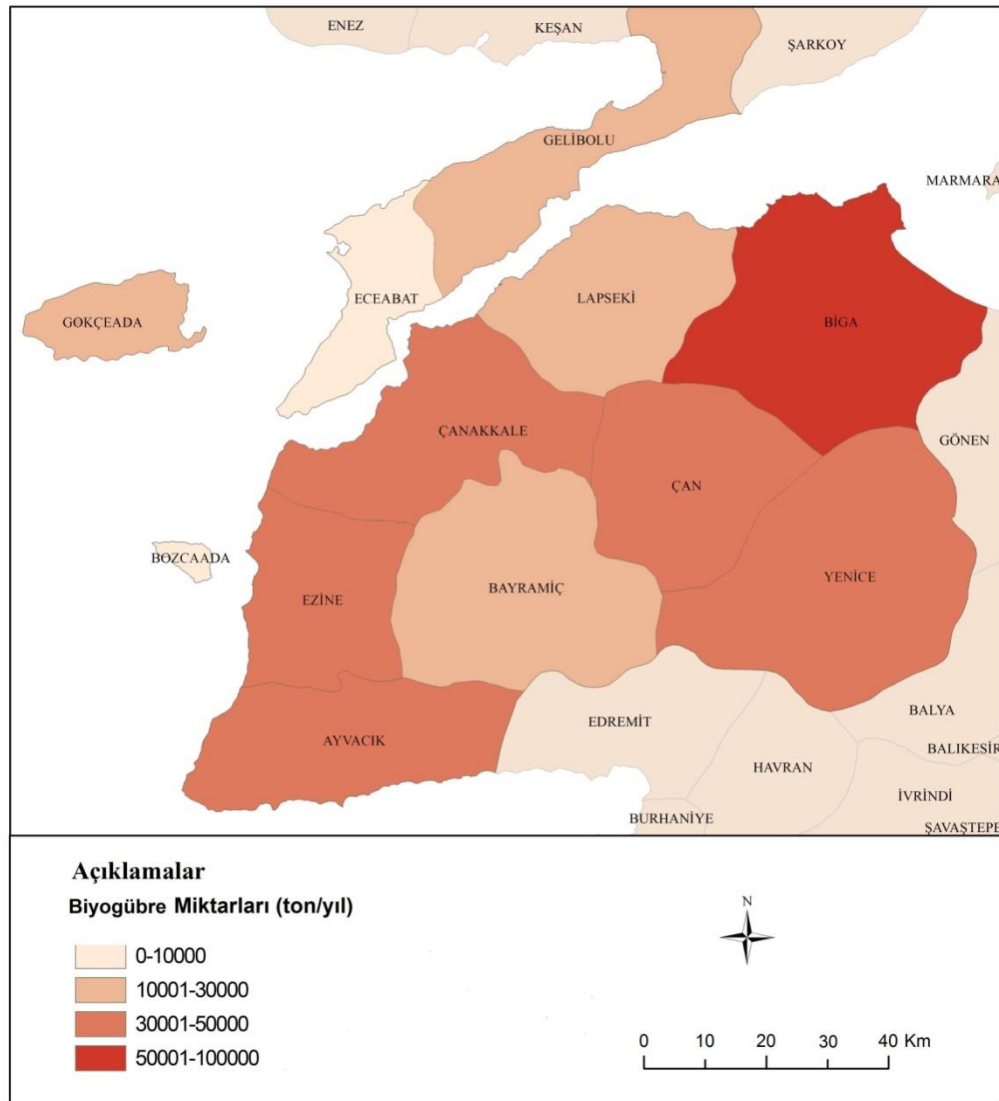 ENEZ
KEŞAN
ŞARKOY
GELİBOLU
MARMARA
ECEABAT
LAPSEKİ
GOKÇEADA
BİGA
ÇANAKKALE
GÖNEN
ÇAN
BOZCAADA
YENİCE
BAYRAMİÇ
EZİNE
BALYA
EDREMİT
AYVACIK
BALIKESİR
HAVRAN
İVRİNDİ
BURHANİYE
ŞAVAŞTEPE
Açıklamalar
Biyogübre Miktarları (ton/yıl)
0-10000
10001-30000
30001-50000
50001-100000
N
0 10 20 30 40 Km